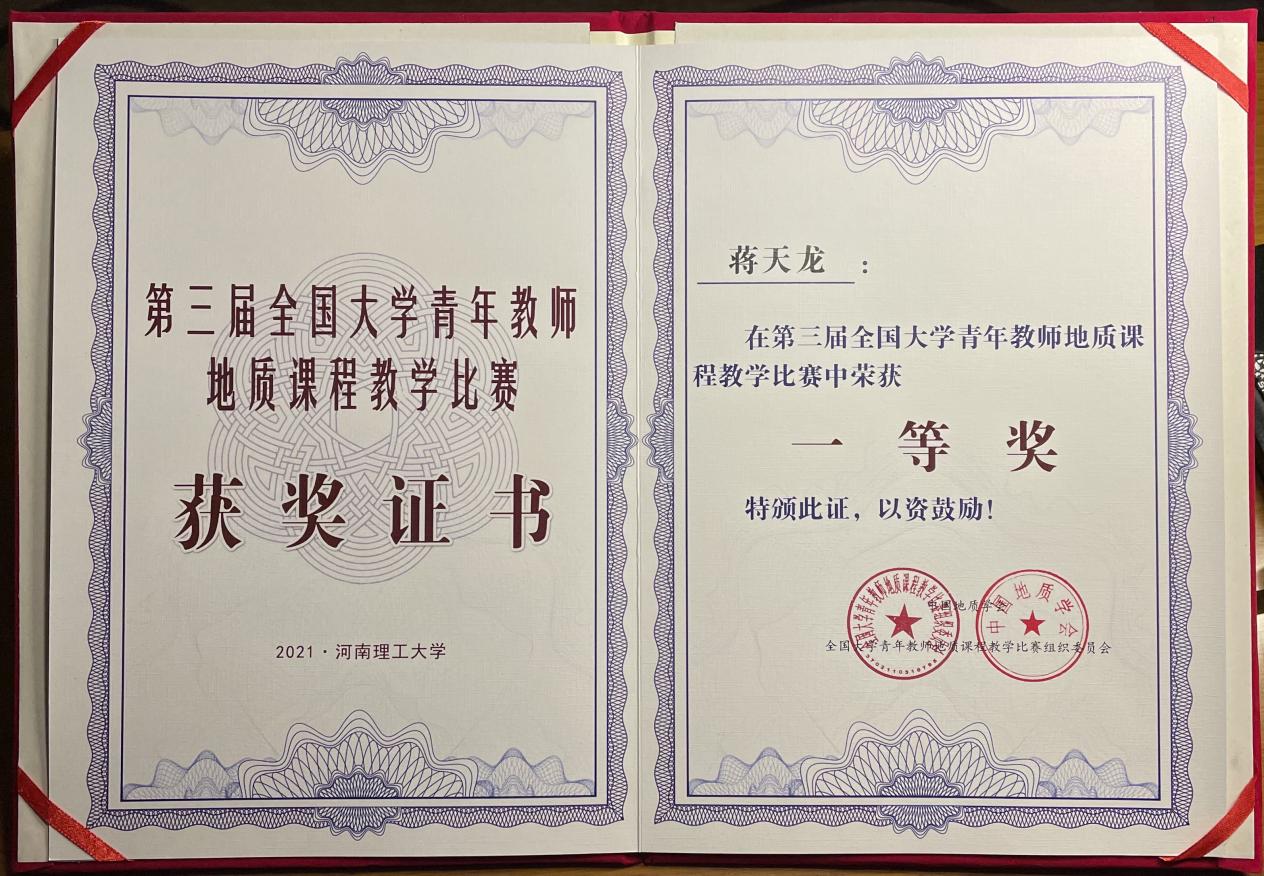 第三届全国大学青年教师
地质课程教学比赛
获奖证书
2021·河南理工大学
蒋天龙：
在第三届全国大学青年教师地质课
程教学比赛中荣获
一等奖
特颁此证，以资鼓励！
中国地质学会
全国大学青年教师地质课程教学比赛组织委员会
中国地质学会